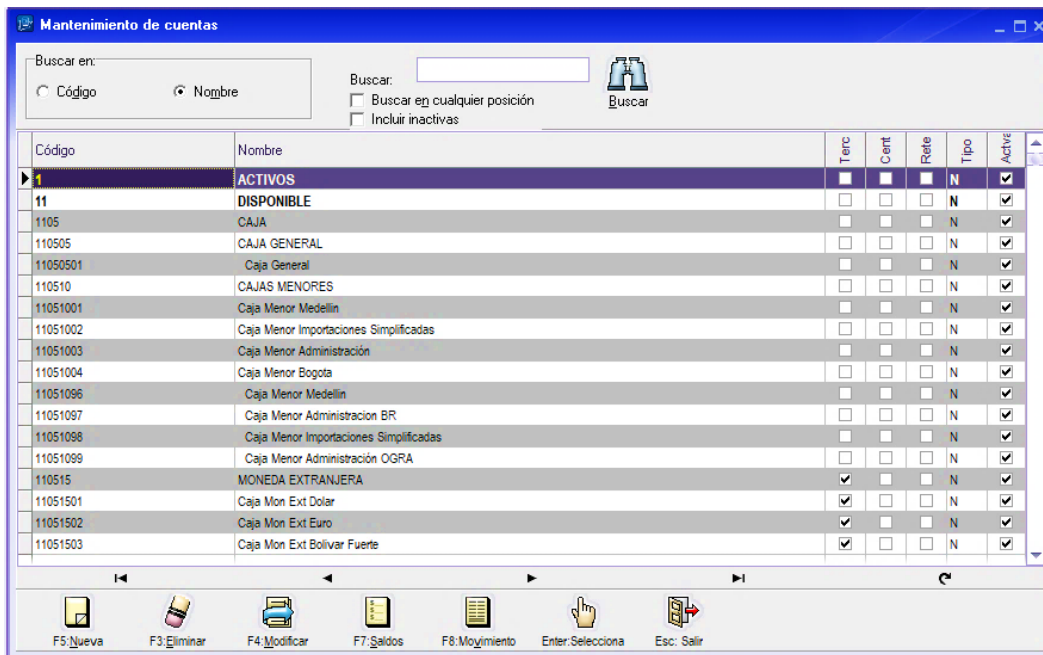 Mantenimiento de cuentas
Buscar en:
Código Nombre
Buscar:
Buscar en cualquier posición
Incluir inactivas
Buscar
Código Nombre Terc Cent Rete Tipo Actva
1 ACTIVOS N
11 DISPONIBLE N
1105 CAJA N
110505 CAJA GENERAL N
11050501 Caja General N
110510 CAJAS MENORES N
11051001 Caja Menor Medellin N
11051002 Caja Menor Importaciones Simplificadas N
11051003 Caja Menor Administración N
11051004 Caja Menor Bogota N
11051096 Caja Menor Medellin N
11051097 Caja Menor Administracion BR N
11051098 Caja Menor Importaciones Simplificadas N
11051099 Caja Menor Administración OGRA N
110515 MONEDA EXTRANJERA N
11051501 Caja Mon Ext Dolar N
11051502 Caja Mon Ext Euro N
11051503 Caja Mon Ext Bolivar Fuerte N
F5:Nueva F3:Eliminar F4:Modificar F7:Saldos F8:Movimiento Enter:Selecciona Esc: Salir